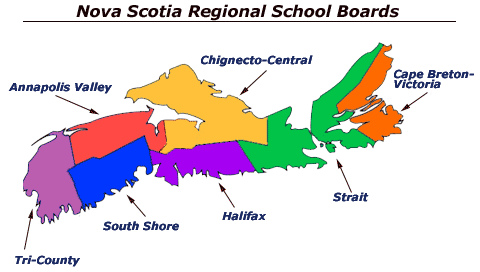 Nova Scotia Regional School Boards
Chignecto-Central
Annapolis Valley
Cape Breton-
Victoria
Strait
Halifax
South Shore
Tri-County